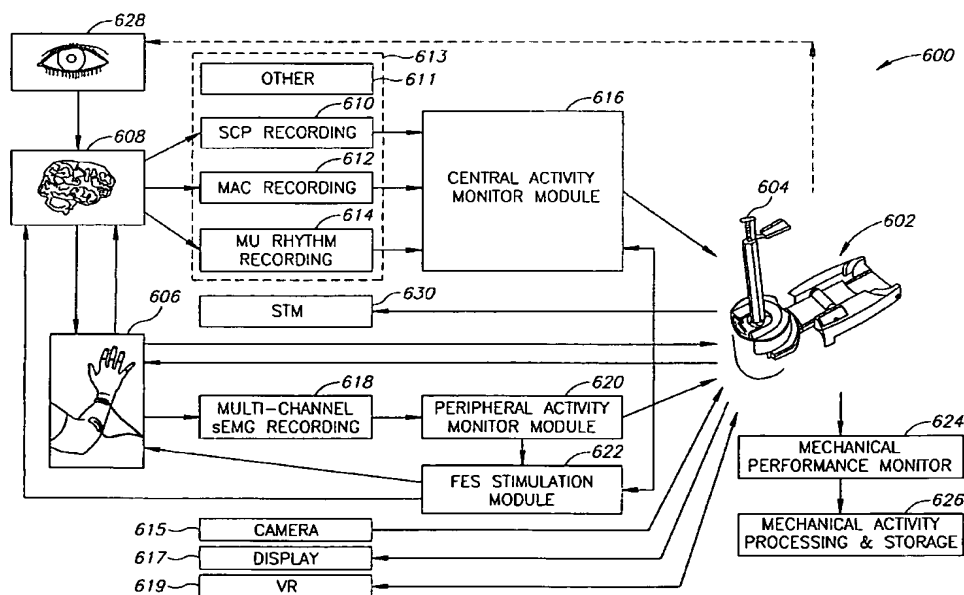 628
613
600
OTHER
611
608
610
616
SCP RECORDING
612
604
MAC RECORDING
CENTRAL ACTIVITY
MONITOR MODULE
602
614
MU RHYTHM
RECORDING
606
630
STM
618
620
MULTI-CHANNEL
sEMG RECORDING
PERIPHERAL ACTIVITY
MONITOR MODULE
624
622
MECHANICAL
PERFORMANCE MONITOR
FES STIMULATION
MODULE
626
615
CAMERA
MECHANICAL ACTIVITY
PROCESSING & STORAGE
617
DISPLAY
619
VR